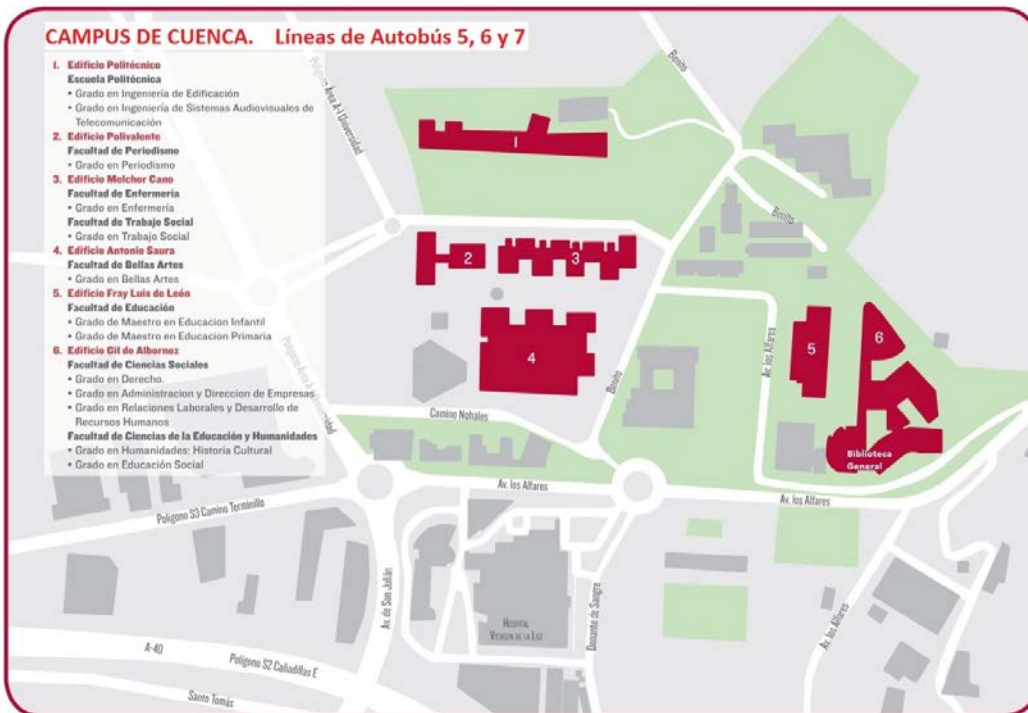 CAMPUS DE CUENCA. Líneas de Autobús 5, 6 y 7
1. Edificio Politécnico
Escuela Politécnica
• Grado en Ingeniería de Edificación
• Grado en Ingeniería de Sistemas Audiovisuales de
Telecomunicación
2. Edificio Polivalente
Facultad de Periodismo
• Grado en Periodismo
3. Edificio Melchor Cano
Facultad de Enfermería
• Grado en Enfermería
Facultad de Trabajo Social
• Grado en Trabajo Social
4. Edificio Antonio Saura
Facultad de Bellas Artes
• Grado en Bellas Artes
5. Edificio Fray Luis de León
Facultad de Educación
• Grado de Maestro en Educacion Infantil
• Grado de Maestro en Educacion Primaria
6. Edificio Gil de Albornoz
Facultad de Ciencias Sociales
• Grado en Derecho.
• Grado en Administracion y Direccion de Empresas
• Grado en Relaciones Laborales y Desarrollo de
Recursos Humanos
Facultad de Ciencias de la Educación y Humanidades
• Grado en Humanidades: Historia Cultural
• Grado en Educación Social
Benito
1
Benito
2
3
4
5
6
Benito
Av. los Alfares
Camino Nohales
Biblioteca
General
Av. los Alfares
Av. los Alfares
Polígono S3 Camino Terminillo
Av. de San Julián
Hospital
Virgen de la Luz
Donante de Sangre
Av. los Alfares
A-40
Polígono S2 Cañadillas E
Santo Tomás